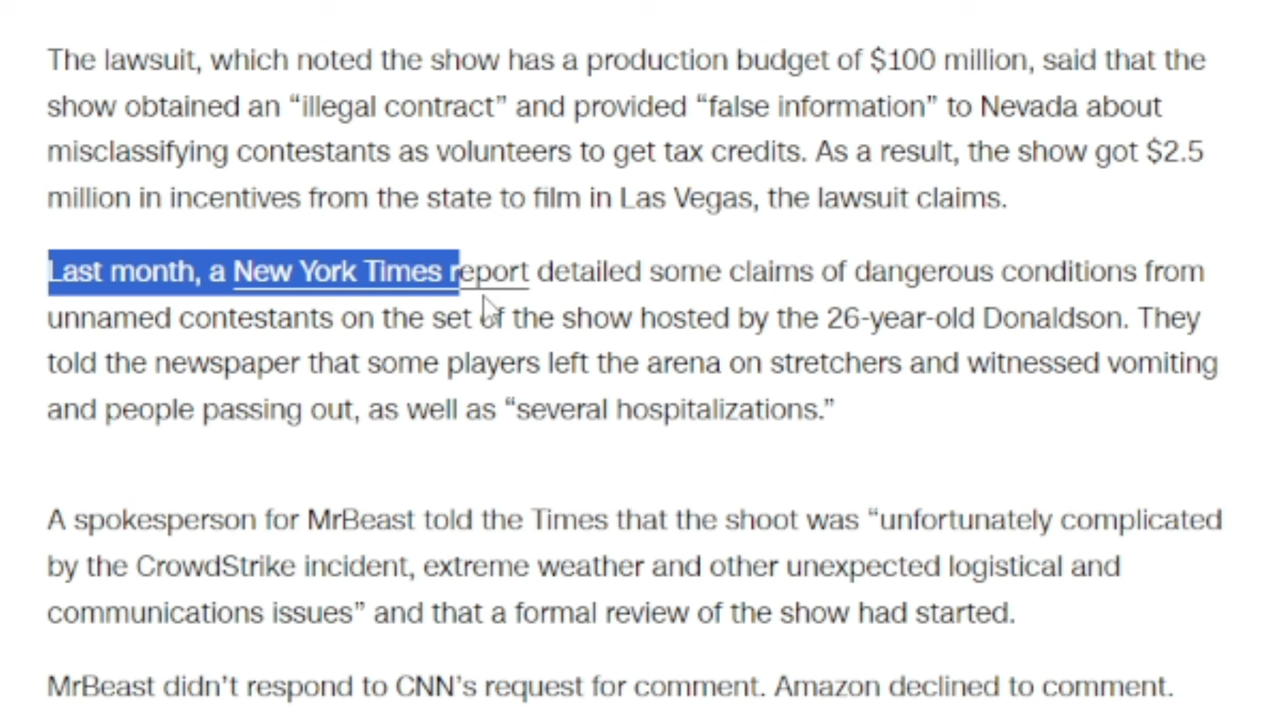 The lawsuit, which noted the show has a production budget of $100 million, said that the
show obtained an “illegal contract” and provided “false information” to Nevada about
misclassifying contestants as volunteers to get tax credits. As a result, the show got $2.5
million in incentives from the state to film in Las Vegas, the lawsuit claims.
Last month, a New York Times report detailed some claims of dangerous conditions from
unnamed contestants on the set of the show hosted by the 26-year-old Donaldson. They
told the newspaper that some players left the arena on stretchers and witnessed vomiting
and people passing out, as well as “several hospitalizations.”
A spokesperson for MrBeast told the Times that the shoot was “unfortunately complicated
by the CrowdStrike incident, extreme weather and other unexpected logistical and
communications issues” and that a formal review of the show had started.
MrBeast didn’t respond to CNN’s request for comment. Amazon declined to comment.